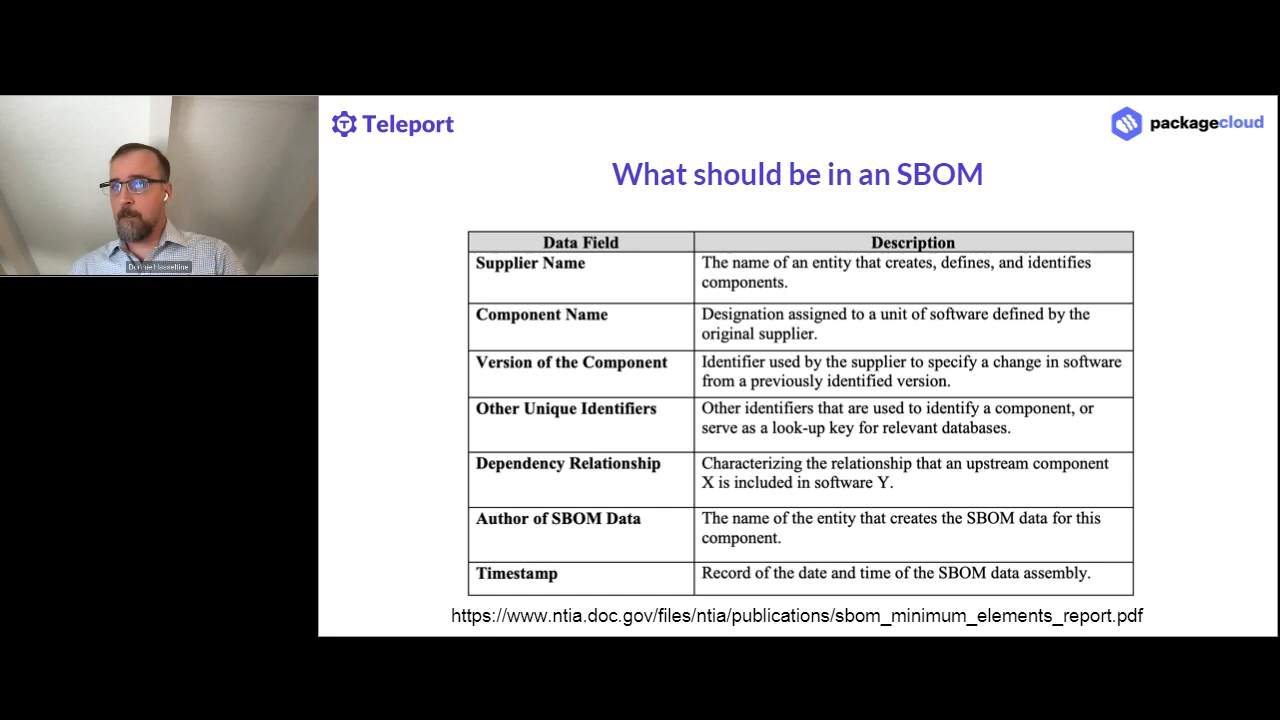 Teleport
packagecloud
What should be in an SBOM
Data Field Description
Supplier Name The name of an entity that creates, defines, and identifies
components.
Component Name Designation assigned to a unit of software defined by the
original supplier.
Version of the Component Identifier used by the supplier to specify a change in software
from a previously identified version.
Other Unique Identifiers Other identifiers that are used to identify a component, or
serve as a look-up key for relevant databases.
Dependency Relationship Characterizing the relationship that an upstream component
X is included in software Y.
Author of SBOM Data The name of the entity that creates the SBOM data for this
component.
Timestamp Record of the date and time of the SBOM data assembly.
https://www.ntia.doc.gov/files/ntia/publications/sbom_minimum_elements_report.pdf